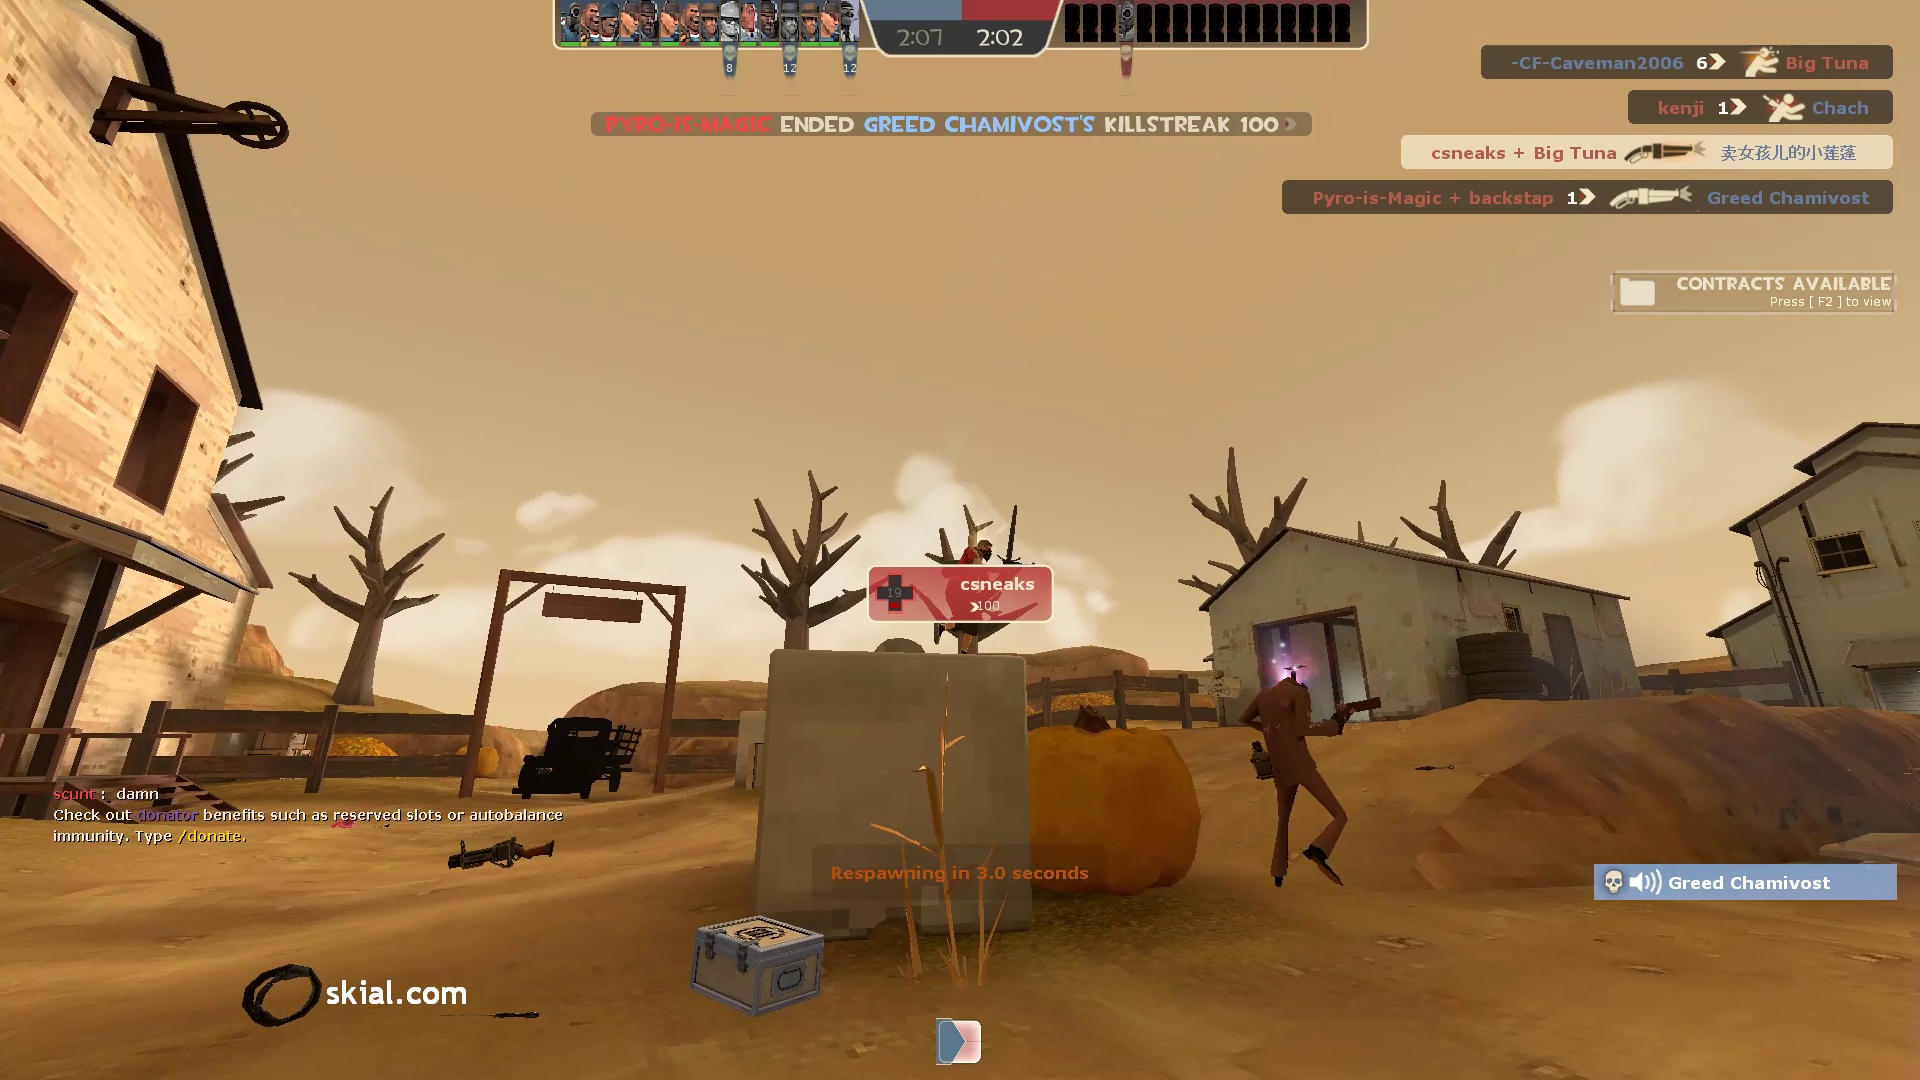 2:07 2:02
8 12 12
-CF-Caveman2006 6 Big Tuna
kenji 1 Chach
PYRO-IS-MAGIC ENDED GREED CHAMIVOST'S KILLSTREAK 100
csneaks + Big Tuna 卖女孩儿的小莲蓬
Pyro-is-Magic + backstap 1 Greed Chamivost
CONTRACTS AVAILABLE
Press [ F2 ] to view
csneaks
19 100
scunt : damn
Check out donator benefits such as reserved slots or autobalance
immunity. Type /donate.
Respawning in 3.0 seconds
Greed Chamivost
skial.com